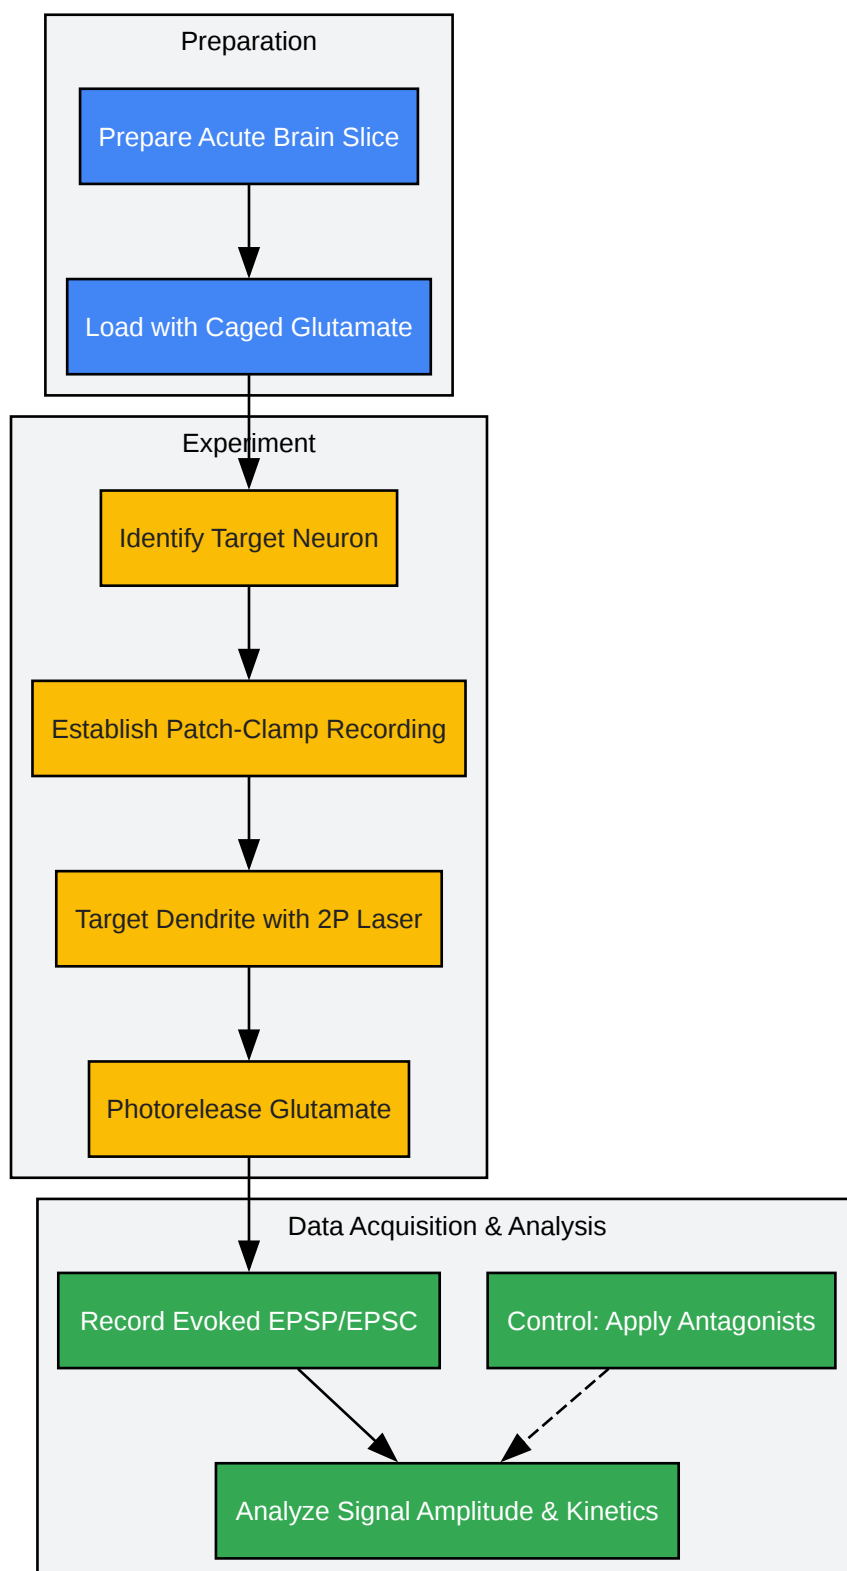 Preparation
Prepare Acute Brain Slice
Load with Caged Glutamate
Experiment
Identify Target Neuron
Establish Patch-Clamp Recording
Target Dendrite with 2P Laser
Photorelease Glutamate
Data Acquisition & Analysis
Record Evoked EPSP/EPSC
Control: Apply Antagonists
Analyze Signal Amplitude & Kinetics